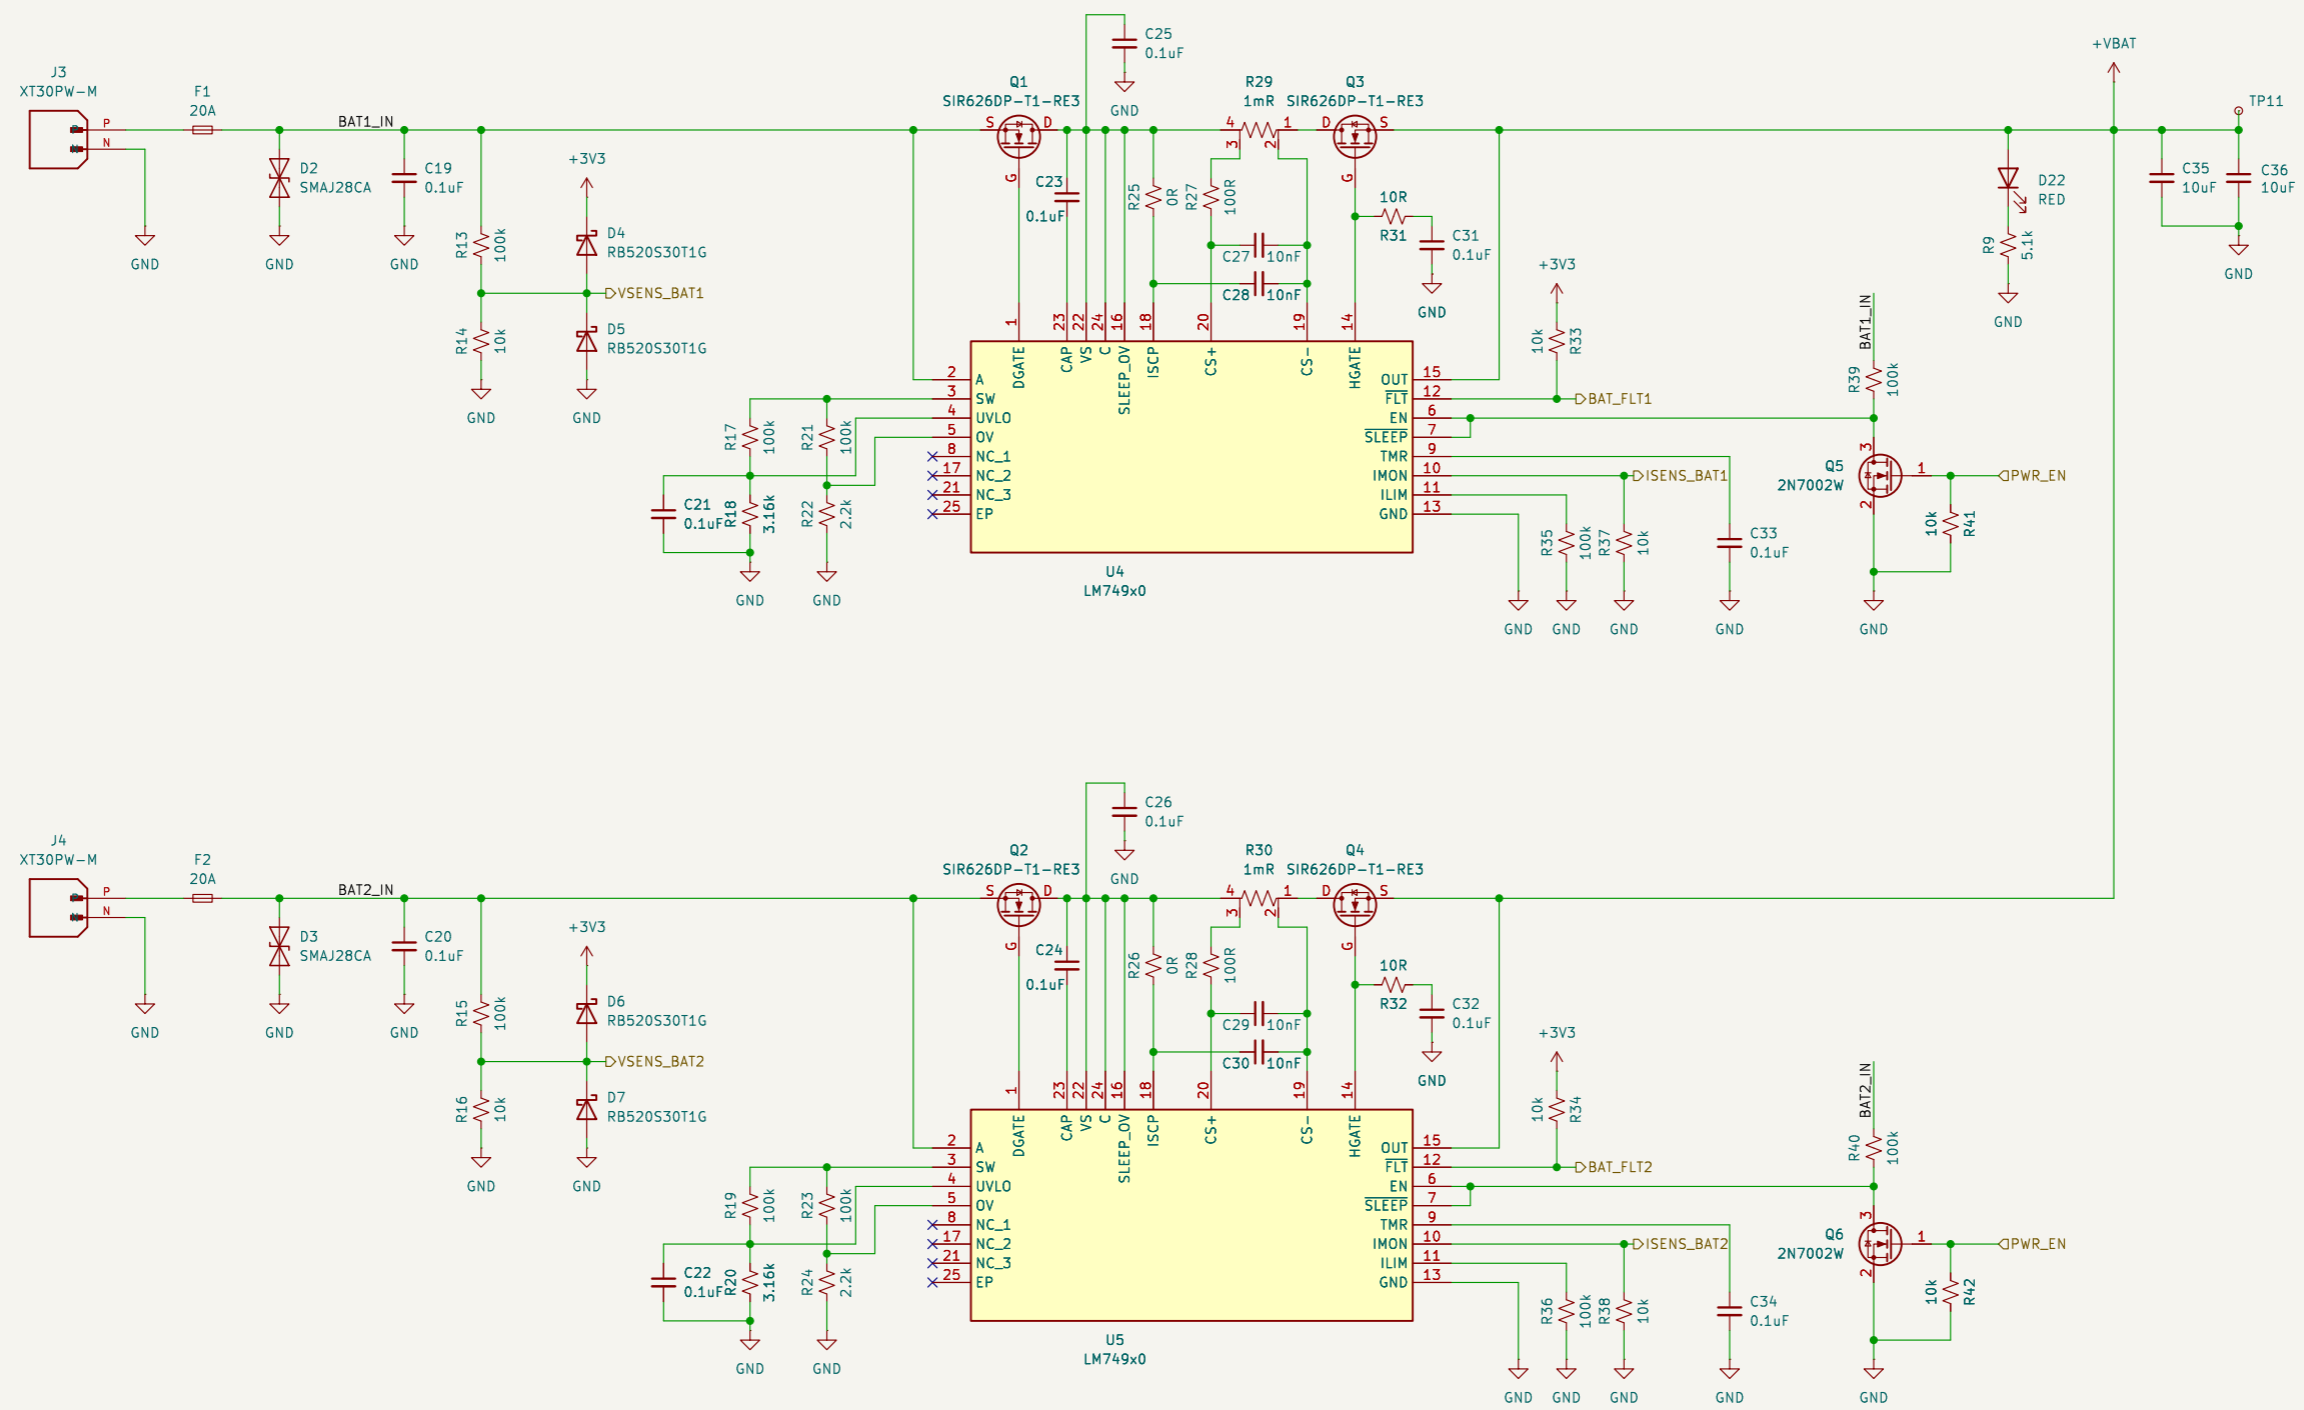 J3
XT30PW-M
P
N
GND
F1
20A
BAT1_IN
D2
SMAJ28CA
GND
C19
0.1uF
GND
R13
100k
R14
10k
GND
+3V3
D4
RB520S30T1G
VSENS_BAT1
D5
RB520S30T1G
GND
C25
0.1uF
GND
Q1
SIR626DP-T1-RE3
S
D
G
R29
1mR
4
1
3
2
Q3
SIR626DP-T1-RE3
D
S
G
C23
0.1uF
R25
0R
R27
100R
C27
10nF
C28
10nF
10R
R31
C31
0.1uF
GND
1
23
22
24
16
18
20
19
14
DGATE
CAP
VS
C
SLEEP_OV
ISCP
CS+
CS-
HGATE
2
A
3
SW
4
UVLO
5
OV
8
NC_1
17
NC_2
21
NC_3
25
EP
OUT
15
FLT
12
EN
6
SLEEP
7
TMR
9
IMON
10
ILIM
11
GND
13
U4
LM749x0
R17
100k
R21
100k
C21
0.1uF
R18
3.16k
R22
2.2k
GND
GND
+3V3
10k
R33
BAT_FLT1
ISENS_BAT1
R35
100k
R37
10k
C33
0.1uF
GND
GND
GND
GND
BAT1_IN
R39
100k
Q5
2N7002W
3
1
2
PWR_EN
10k
R41
GND
D22
RED
R9
5.1k
GND
+VBAT
TP11
C35
10uF
C36
10uF
GND
J4
XT30PW-M
P
N
GND
F2
20A
BAT2_IN
D3
SMAJ28CA
GND
C20
0.1uF
GND
R15
100k
R16
10k
GND
+3V3
D6
RB520S30T1G
VSENS_BAT2
D7
RB520S30T1G
GND
C26
0.1uF
GND
Q2
SIR626DP-T1-RE3
S
D
G
R30
1mR
4
1
3
2
Q4
SIR626DP-T1-RE3
D
S
G
C24
0.1uF
R26
0R
R28
100R
C29
10nF
C30
10nF
10R
R32
C32
0.1uF
GND
1
23
22
24
16
18
20
19
14
DGATE
CAP
VS
C
SLEEP_OV
ISCP
CS+
CS-
HGATE
2
A
3
SW
4
UVLO
5
OV
8
NC_1
17
NC_2
21
NC_3
25
EP
OUT
15
FLT
12
EN
6
SLEEP
7
TMR
9
IMON
10
ILIM
11
GND
13
U5
LM749x0
R19
100k
R23
100k
C22
0.1uF
R20
3.16k
R24
2.2k
GND
GND
+3V3
10k
R34
BAT_FLT2
ISENS_BAT2
R36
100k
R38
10k
C34
0.1uF
GND
GND
GND
GND
BAT2_IN
R40
100k
Q6
2N7002W
3
1
2
PWR_EN
10k
R42
GND